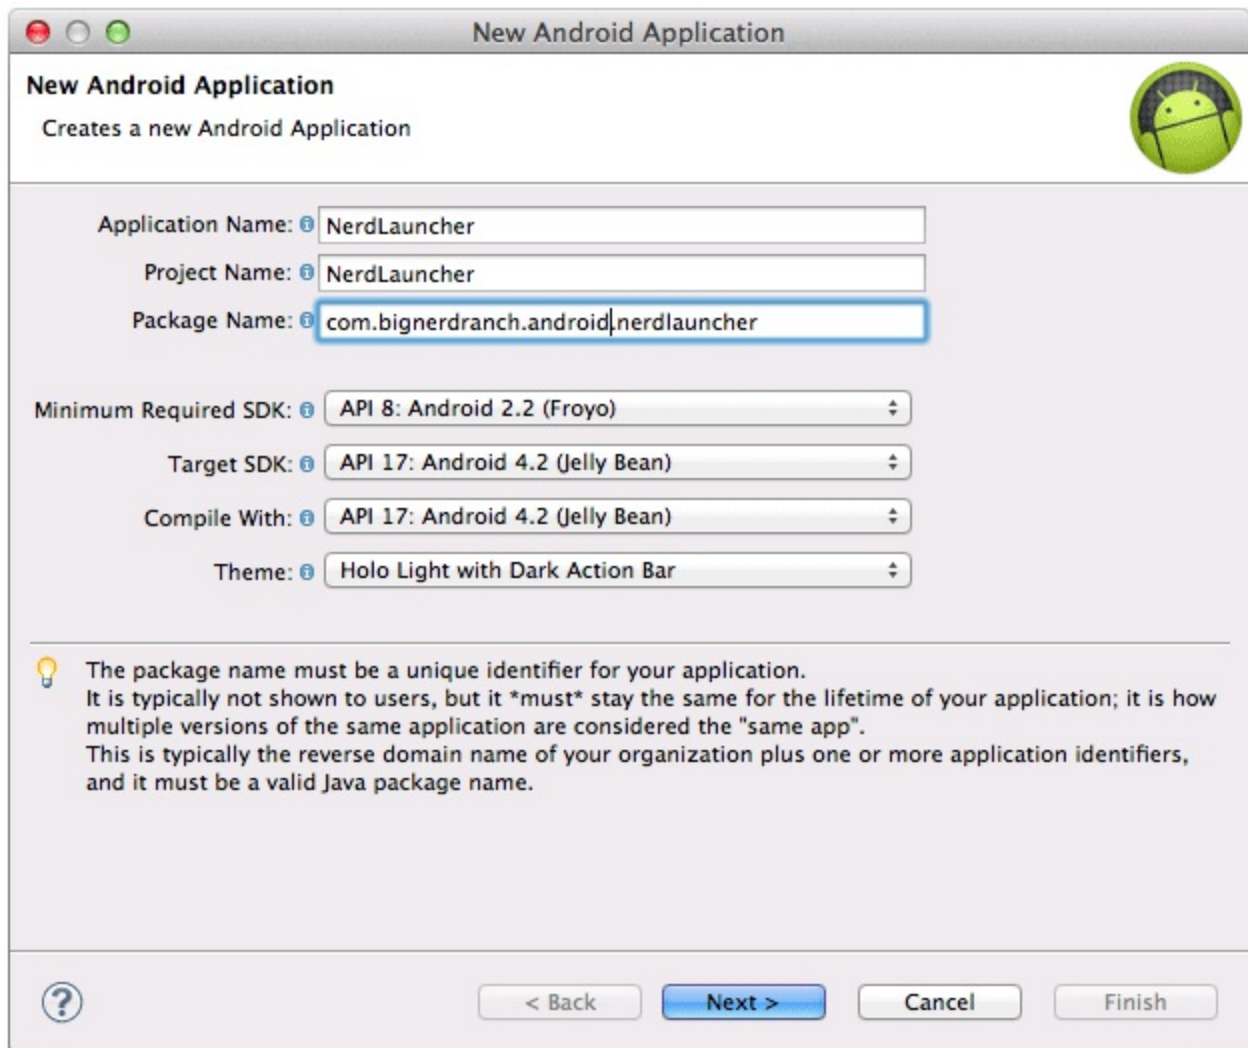 New Android Application
New Android Application
Creates a new Android Application
Application Name: NerdLauncher
Project Name: NerdLauncher
Package Name: com.bignerdranch.android.nerdlauncher
Minimum Required SDK: API 8: Android 2.2 (Froyo)
Target SDK: API 17: Android 4.2 (Jelly Bean)
Compile With: API 17: Android 4.2 (Jelly Bean)
Theme: Holo Light with Dark Action Bar
The package name must be a unique identifier for your application.
It is typically not shown to users, but it *must* stay the same for the lifetime of your application; it is how
multiple versions of the same application are considered the "same app".
This is typically the reverse domain name of your organization plus one or more application identifiers,
and it must be a valid Java package name.
? < Back Next > Cancel Finish